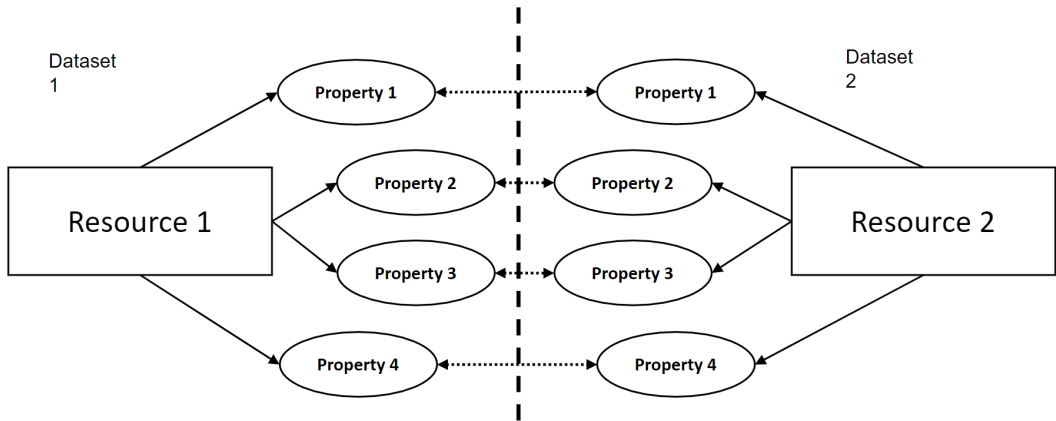 Dataset
1
Dataset
2
Property 1
Property 1
Property 2
Property 2
Resource 1
Resource 2
Property 3
Property 3
Property 4
Property 4